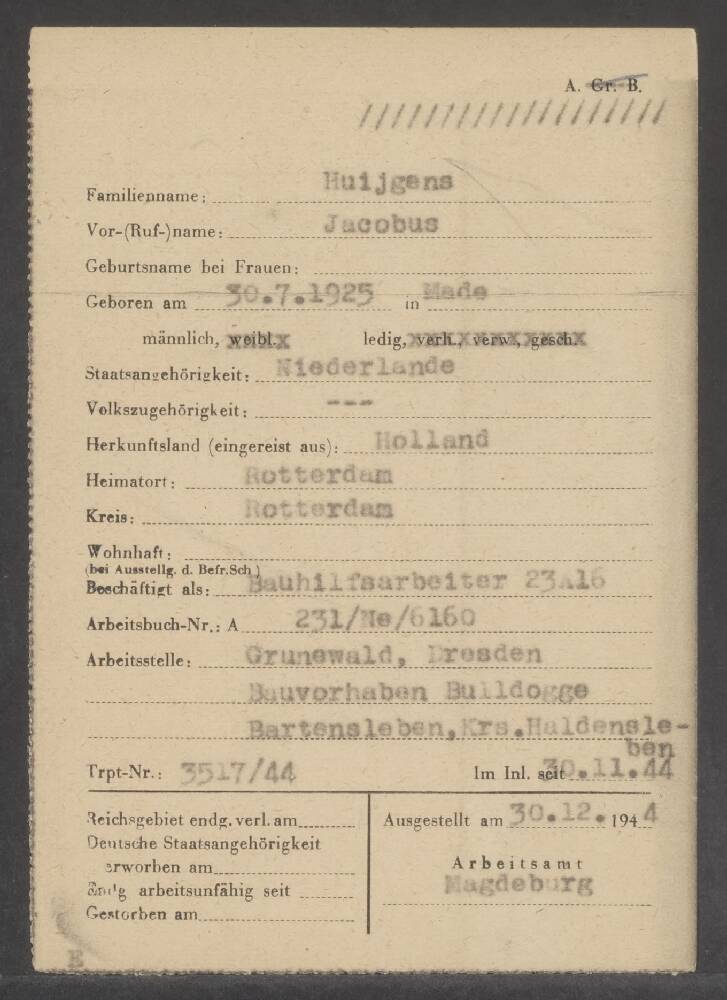 A. Gr. B.
/////////////////////
Familienname: Huijgens
Vor-(Ruf-)name: Jacobus
Geburtsname bei Frauen:
Geboren am 30.7.1925 in Made
männlich, weibl. ledig, verh., verw., gesch.
Staatsangehörigkeit: Niederlande
Volkszugehörigkeit: ---
Herkunftsland (eingereist aus): Holland
Heimatort: Rotterdam
Kreis: Rotterdam
Wohnhaft:
(bei Ausstellg. d. Befr.Sch.)
Beschäftigt als: Bauhilfsarbeiter 23A16
Arbeitsbuch-Nr.: A 231/Ne/6160
Arbeitsstelle: Grunewald, Dresden
Bauvorhaben Bulldogge
Bartensleben,Krs.Haldensle-
ben
Trpt-Nr.: 3517/44 Im Inl. seit 30.11.44
Reichsgebiet endg. verl. am
Deutsche Staatsangehörigkeit
erworben am
Endg arbeitsunfähig seit
Gestorben am
Ausgestellt am 30.12. 1944
Arbeitsamt
Magdeburg
E